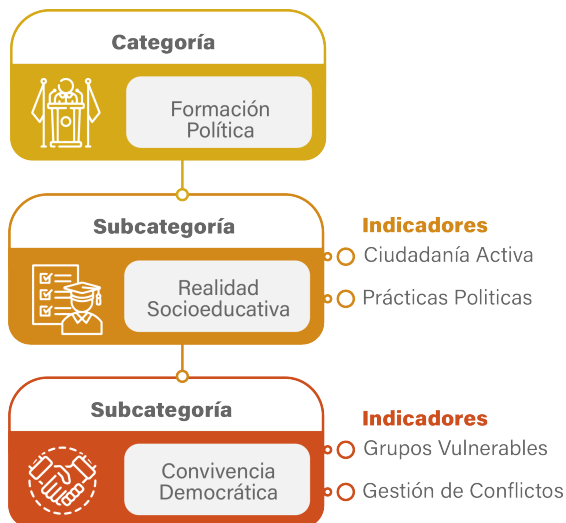 Categoría
Formación
Política
Subcategoría
Realidad
Socioeducativa
Indicadores
Ciudadanía Activa
Prácticas Politicas
Subcategoría
Convivencia
Democrática
Indicadores
Grupos Vulnerables
Gestión de Conflictos